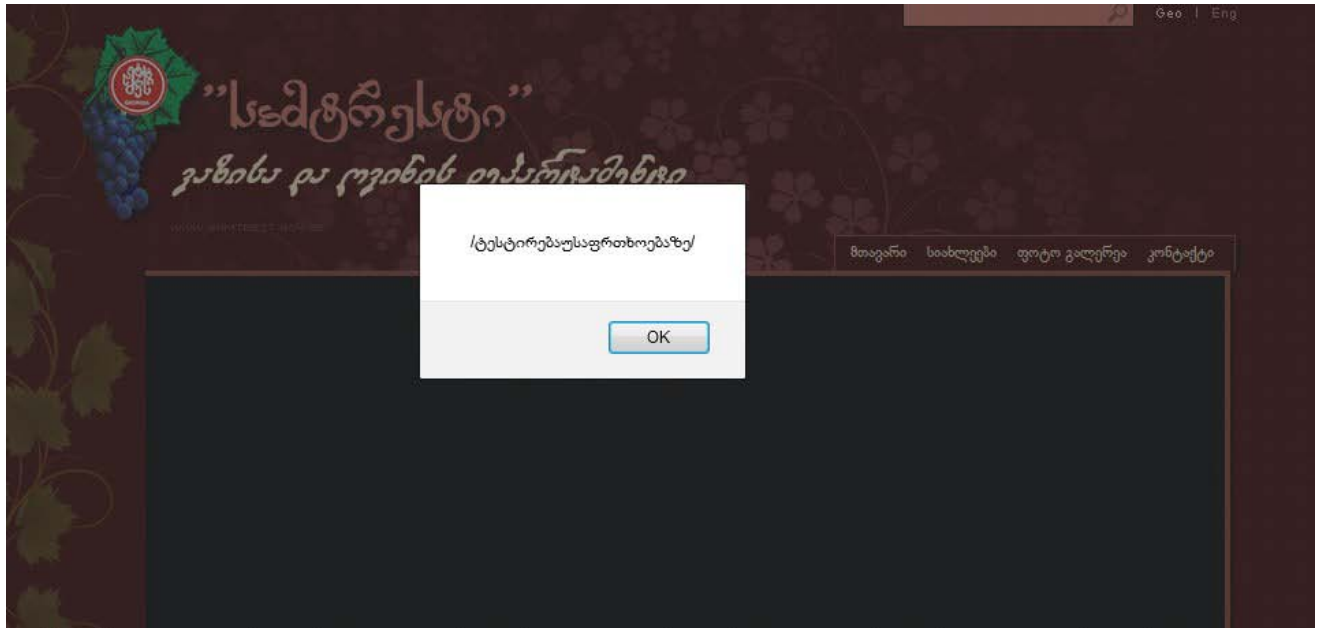 Geo | Eng
"სამტრესტი"
ვაზისა და ღვინის დეპარტამენტი
/ტესტირებაუსაფრთხოებაზე/
მთავარი სიახლეები ფოტო გალერეა კონტაქტი
OK